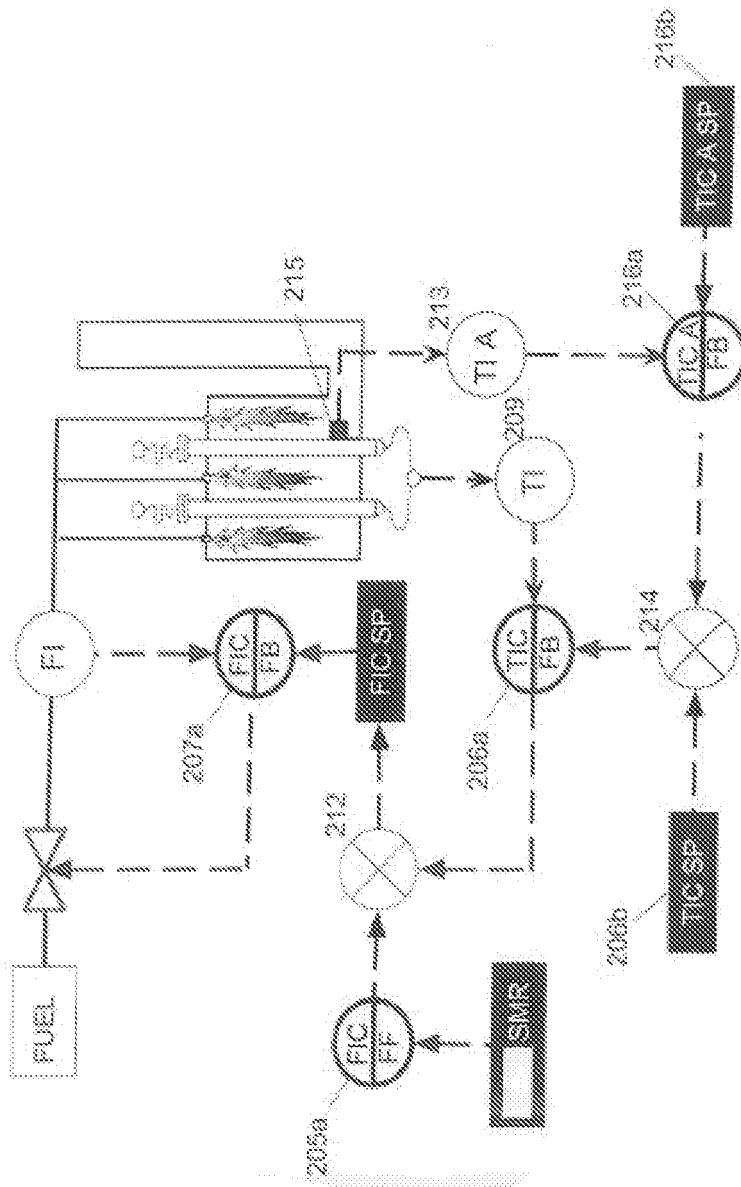 FUEL
FI
FIC
FB
207a
FIC SP
212
FIC
FF
205a
SMR
215
213
TI A
209
TI
TIC
FB
206a
214
TIC SP
206b
TIC A
FB
216a
TIC A SP
216b